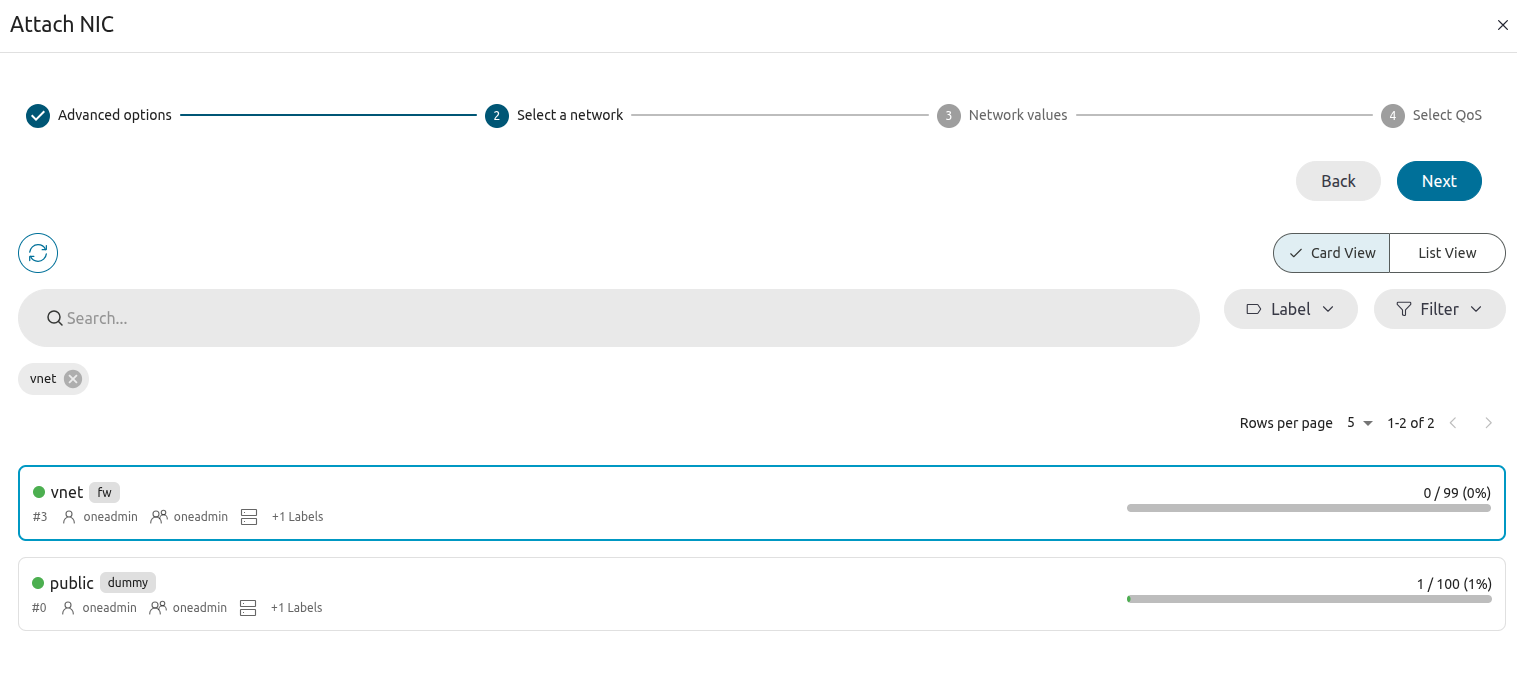 Attach NIC
Advanced options
2 Select a network
3 Network values
4 Select QoS
Back
Next
Card View
List View
Search...
Label
Filter
vnet
Rows per page 5 1-2 of 2
vnet fw
0 / 99 (0%)
#3 oneadmin oneadmin +1 Labels
public dummy
1 / 100 (1%)
#0 oneadmin oneadmin +1 Labels